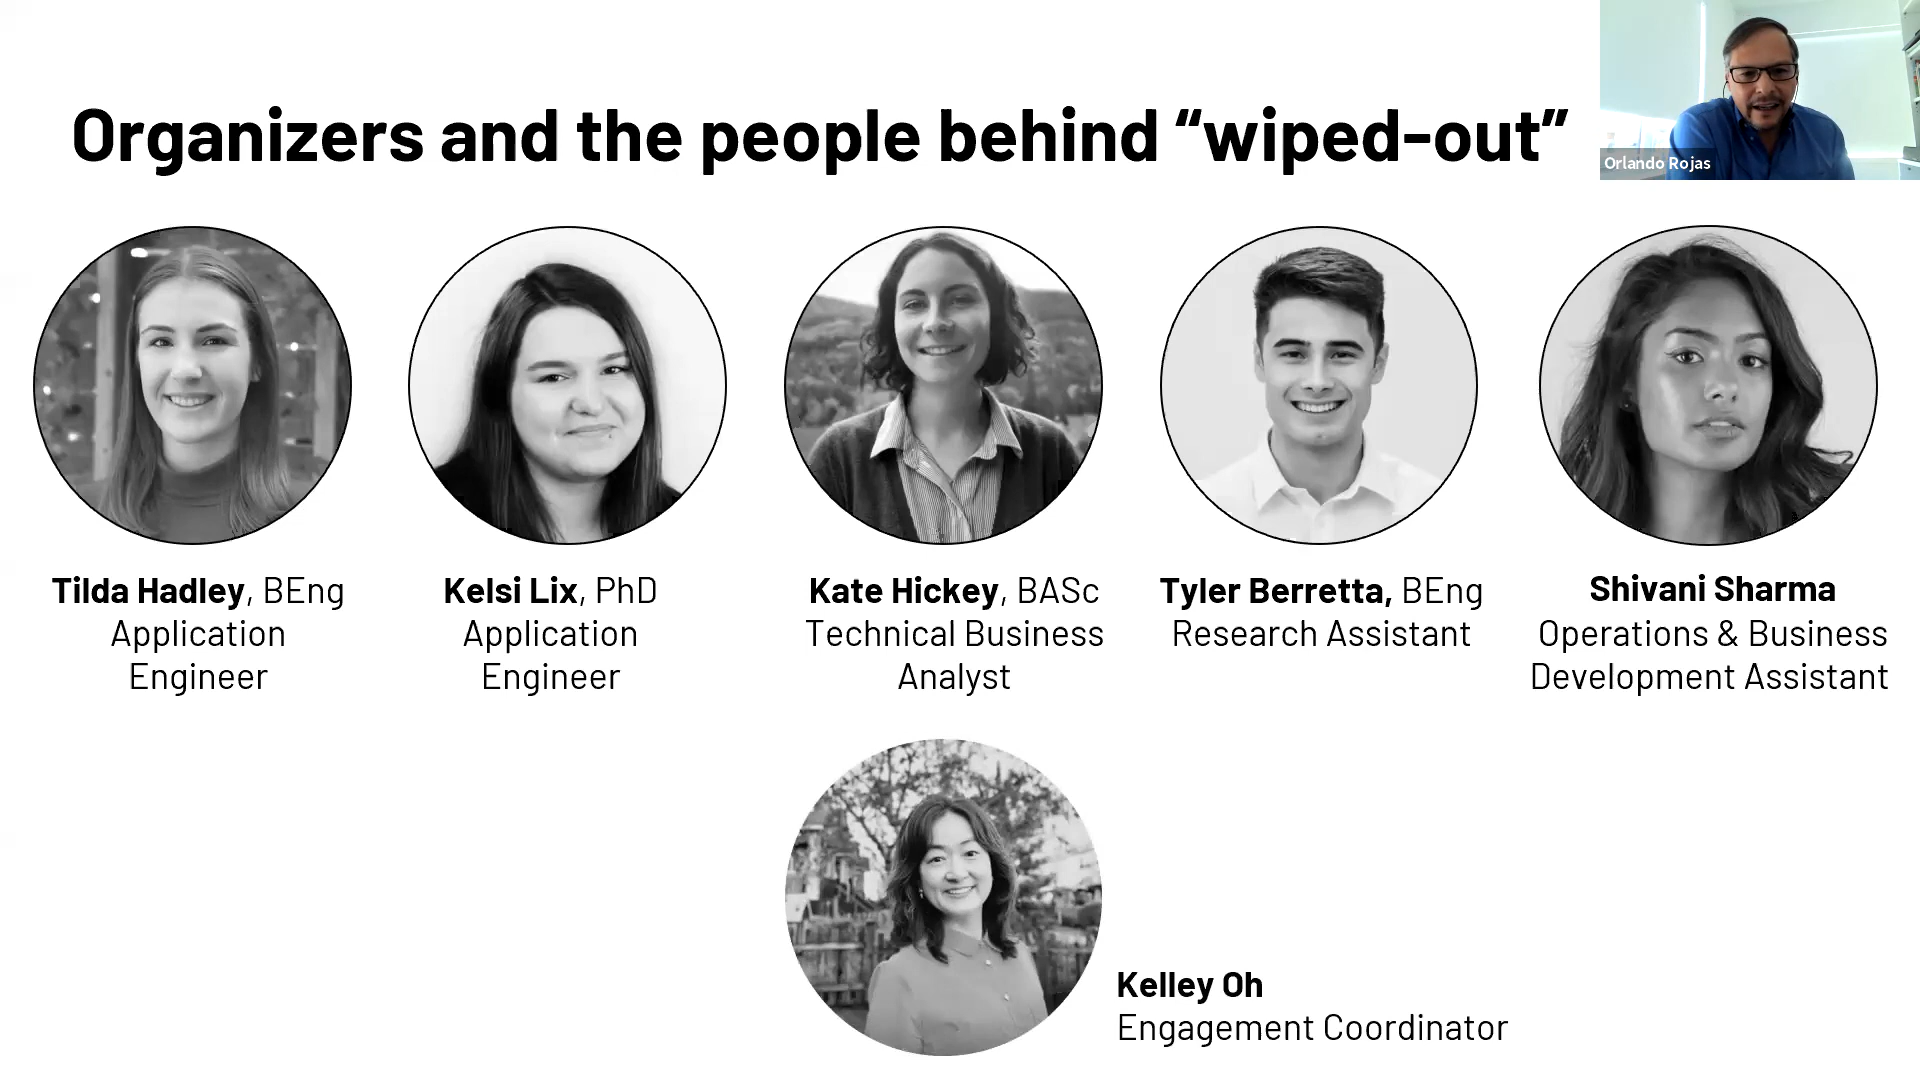 Organizers and the people behind “wiped-out”
Orlando Rojas
Tilda Hadley, BEng
Application
Engineer
Kelsi Lix, PhD
Application
Engineer
Kate Hickey, BASc
Technical Business
Analyst
Tyler Berretta, BEng
Research Assistant
Shivani Sharma
Operations & Business
Development Assistant
Kelley Oh
Engagement Coordinator